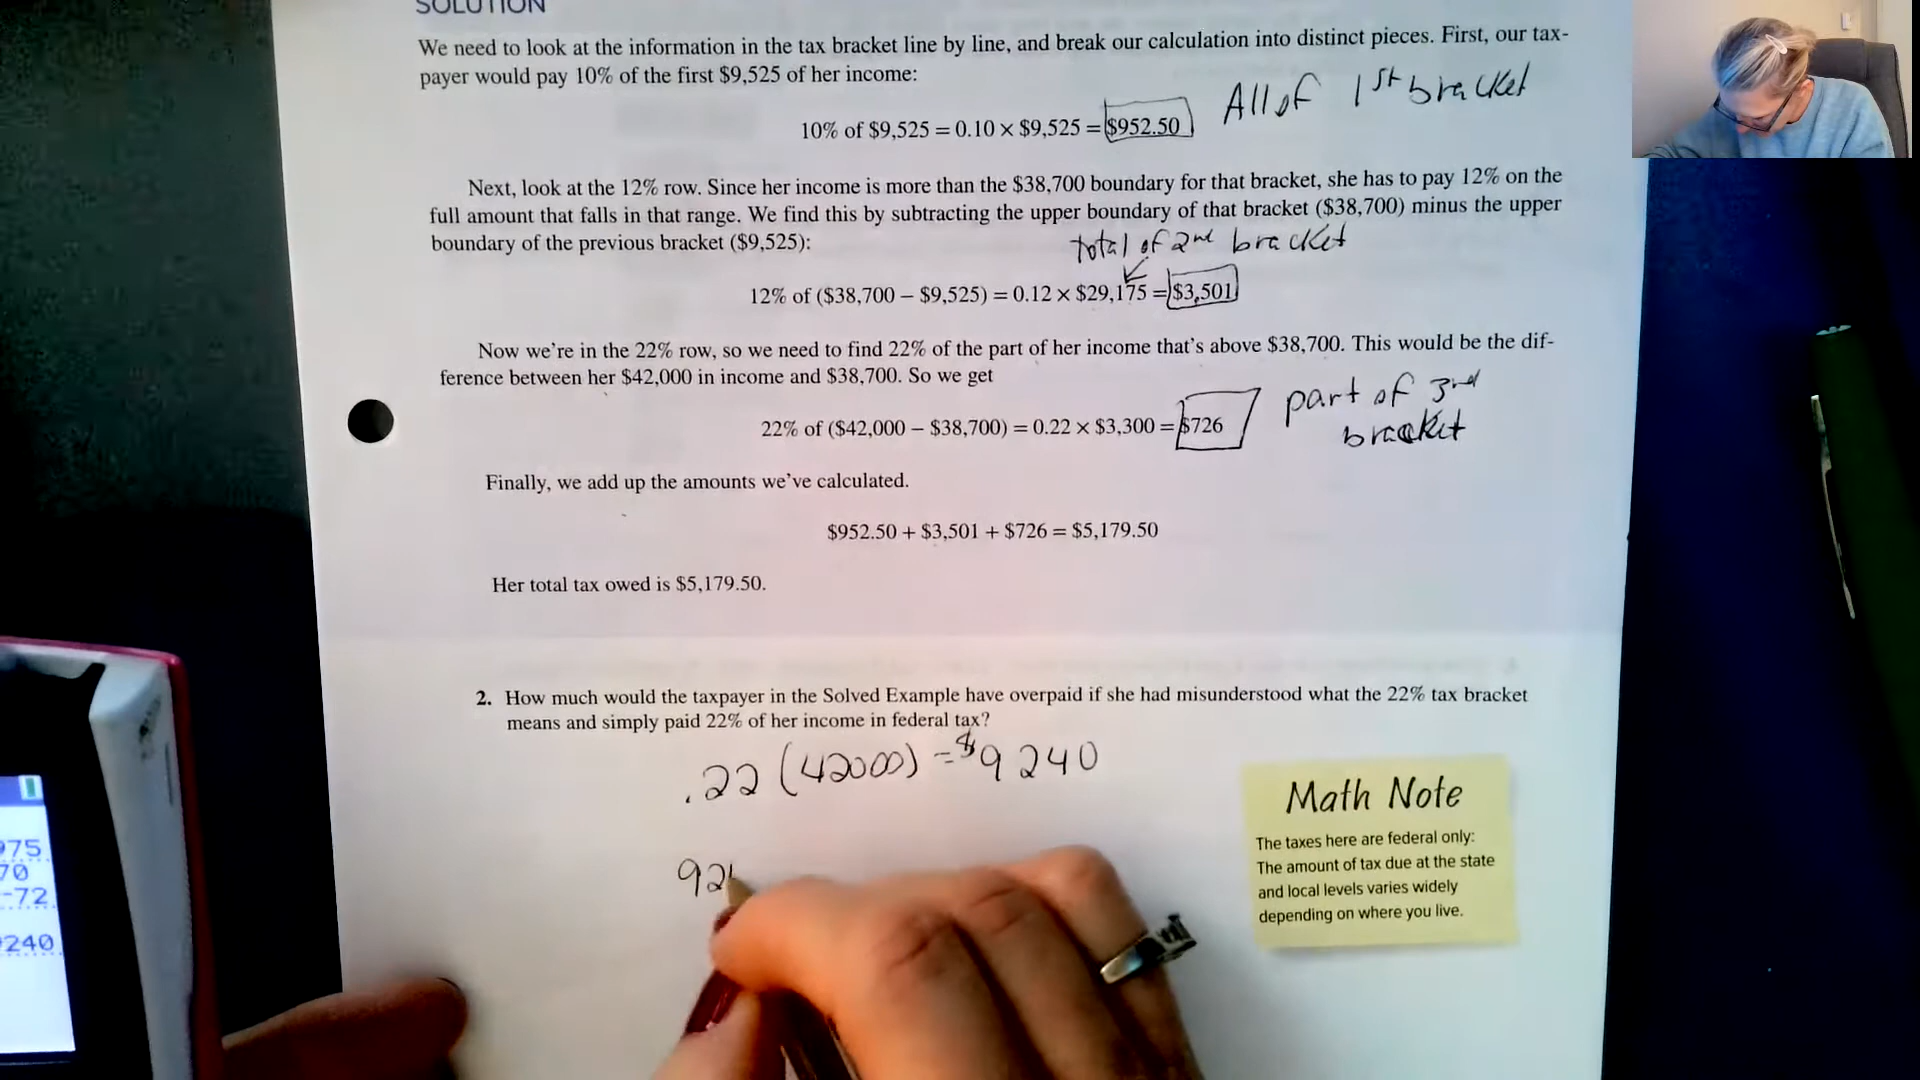 SOLUTION
We need to look at the information in the tax bracket line by line, and break our calculation into distinct pieces. First, our tax-
payer would pay 10% of the first $9,525 of her income:
All of 1st bracket
10% of $9,525 = 0.10 × $9,525 = $952.50
Next, look at the 12% row. Since her income is more than the $38,700 boundary for that bracket, she has to pay 12% on the
full amount that falls in that range. We find this by subtracting the upper boundary of that bracket ($38,700) minus the upper
boundary of the previous bracket ($9,525):
total of 2nd bracket
12% of ($38,700 – $9,525) = 0.12 × $29,175 = $3,501
Now we're in the 22% row, so we need to find 22% of the part of her income that's above $38,700. This would be the dif-
ference between her $42,000 in income and $38,700. So we get
part of 3rd
bracket
22% of ($42,000 – $38,700) = 0.22 × $3,300 = $726
Finally, we add up the amounts we've calculated.
$952.50 + $3,501 + $726 = $5,179.50
Her total tax owed is $5,179.50.
2. How much would the taxpayer in the Solved Example have overpaid if she had misunderstood what the 22% tax bracket
means and simply paid 22% of her income in federal tax?
.22 (42000) = $9240
92
Math Note
The taxes here are federal only:
The amount of tax due at the state
and local levels varies widely
depending on where you live.
975
70
-72
240